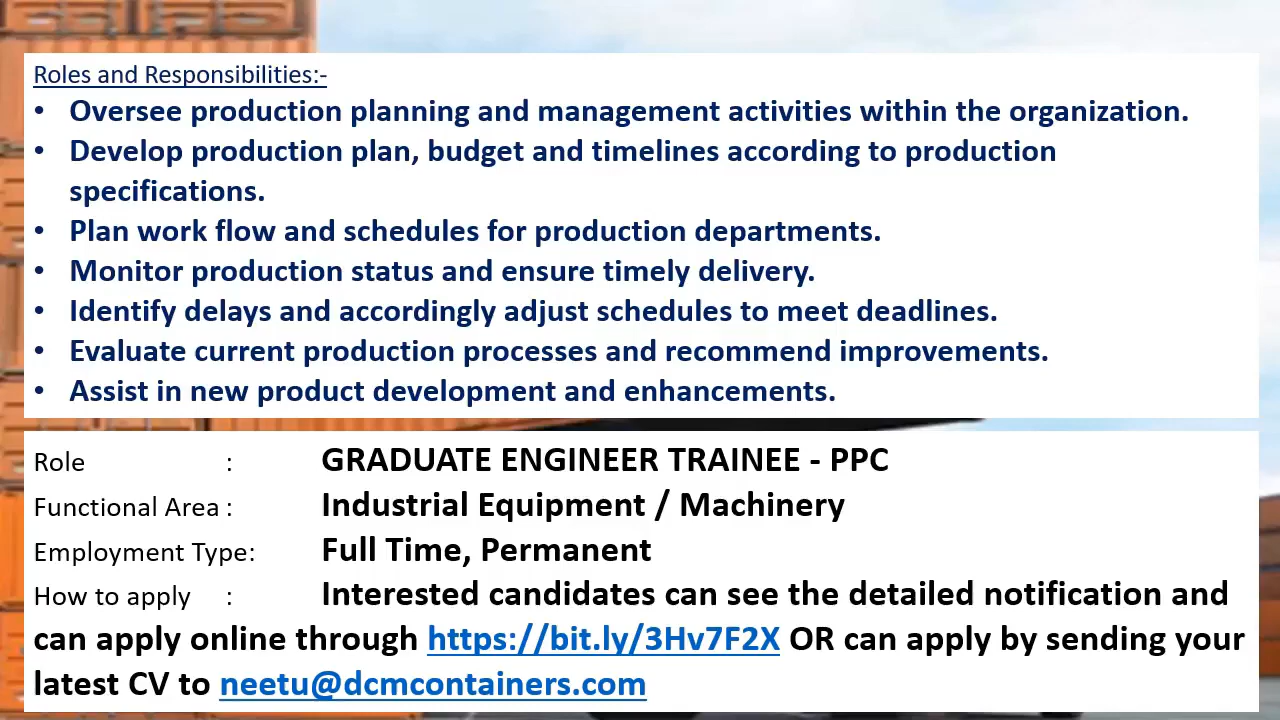 Roles and Responsibilities:-
• Oversee production planning and management activities within the organization.
• Develop production plan, budget and timelines according to production
specifications.
• Plan work flow and schedules for production departments.
• Monitor production status and ensure timely delivery.
• Identify delays and accordingly adjust schedules to meet deadlines.
• Evaluate current production processes and recommend improvements.
• Assist in new product development and enhancements.
Role : GRADUATE ENGINEER TRAINEE - PPC
Functional Area : Industrial Equipment / Machinery
Employment Type: Full Time, Permanent
How to apply : Interested candidates can see the detailed notification and
can apply online through https://bit.ly/3Hv7F2X OR can apply by sending your
latest CV to neetu@dcmcontainers.com